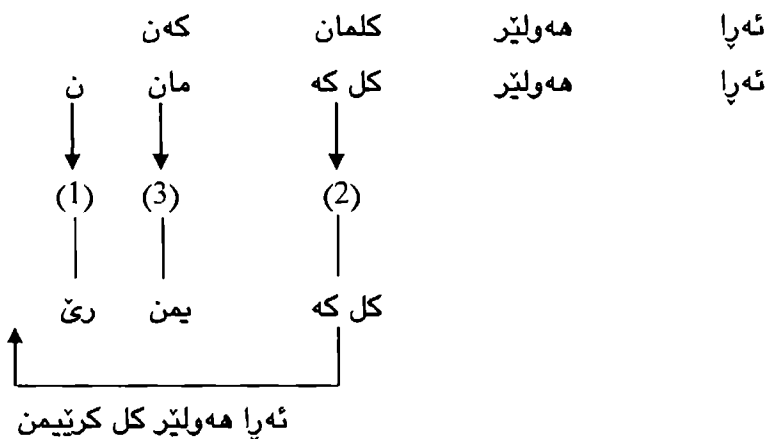 ئەڕا هەولێر کلمان کەن
ئەڕا هەولێر کل کە مان ن
(2) (3) (1)
کل کە یمن رێ
ئەڕا هەولێر کل کرێیمن